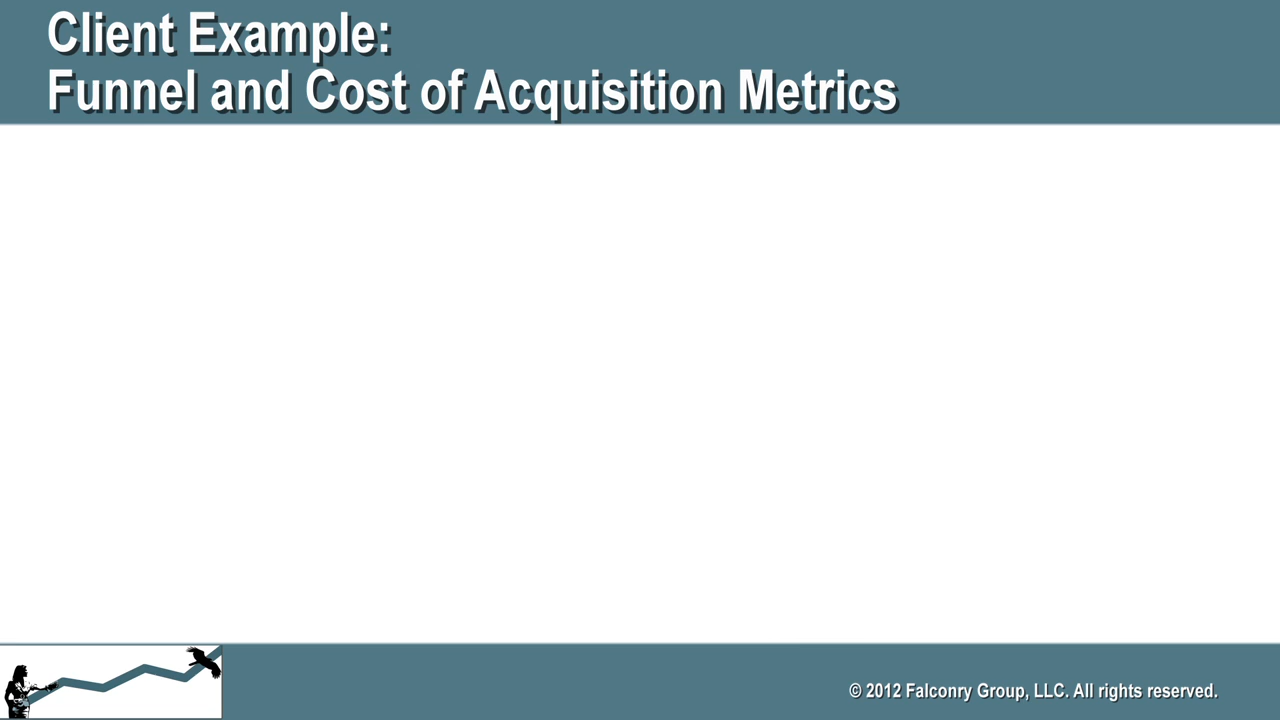 Client Example:
Funnel and Cost of Acquisition Metrics
© 2012 Falconry Group, LLC. All rights reserved.